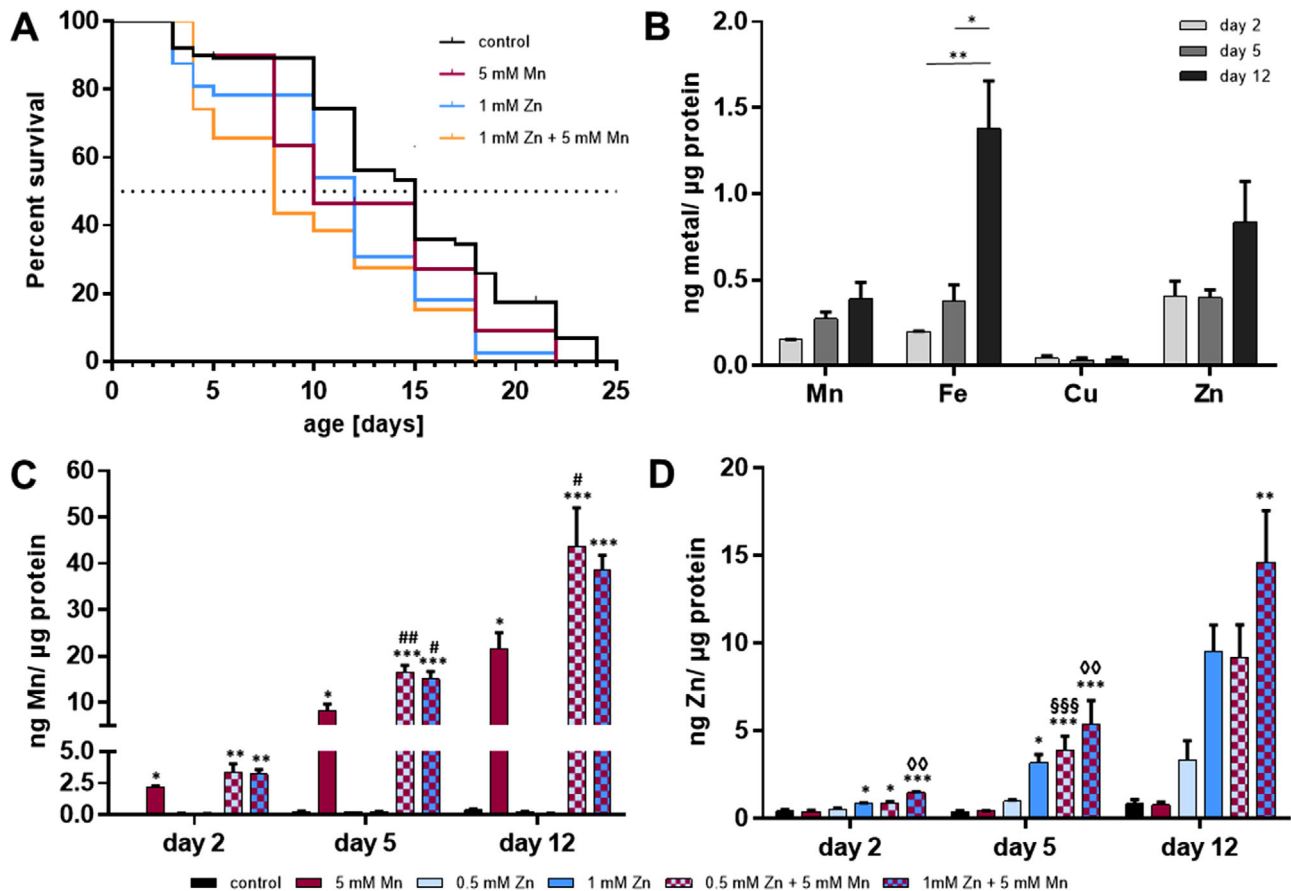 A
Percent survival
100
80
60
40
20
0
0 5 10 15 20 25
age [days]
control
5 mM Mn
1 mM Zn
1 mM Zn + 5 mM Mn
B
ng metal/ µg protein
2.0
1.5
1.0
0.5
0.0
* 
**
day 2
day 5
day 12
Mn Fe Cu Zn
C
ng Mn/ µg protein
60
50
40
30
20
10
5.0
2.5
0.0
* ** **
* ## *** # ***
* # *** ***
day 2 day 5 day 12
D
ng Zn/ µg protein
20
15
10
5
0
* * ◊◊ ***
* §§§ *** ◊◊ ***
**
day 2 day 5 day 12
control 5 mM Mn 0.5 mM Zn 1 mM Zn 0.5 mM Zn + 5 mM Mn 1mM Zn + 5 mM Mn